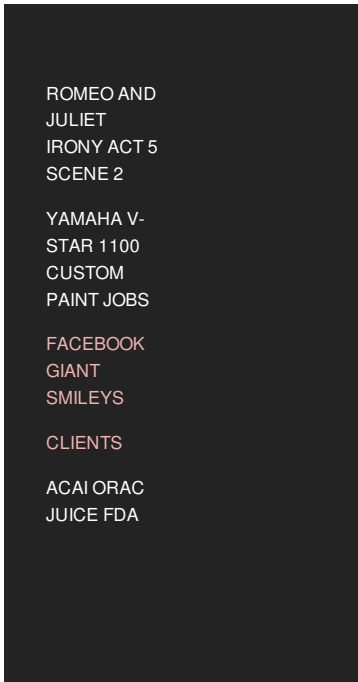 ROMEO AND
JULIET
IRONY ACT 5
SCENE 2
YAMAHA V-
STAR 1100
CUSTOM
PAINT JOBS
FACEBOOK
GIANT
SMILEYS
CLIENTS
ACAI ORAC
JUICE FDA